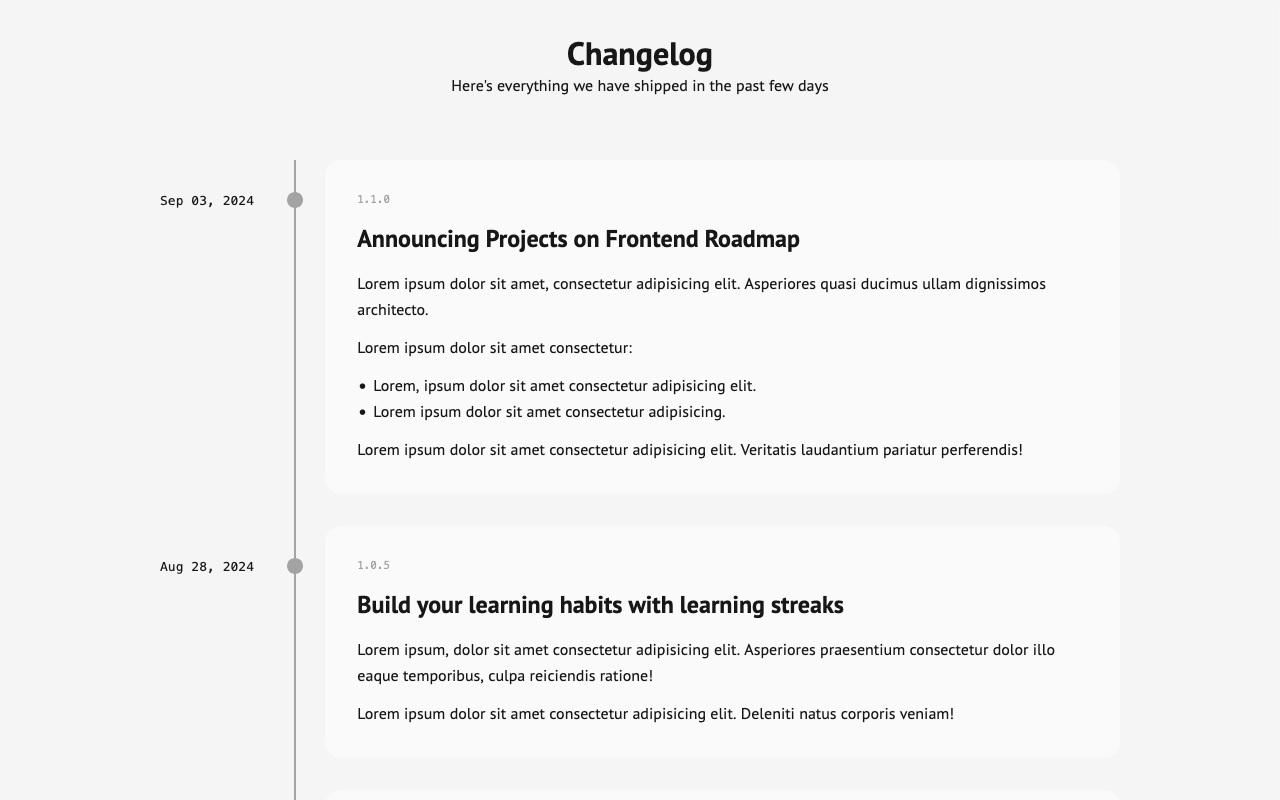 Changelog
Here's everything we have shipped in the past few days
Sep 03, 2024
1.1.0
Announcing Projects on Frontend Roadmap
Lorem ipsum dolor sit amet, consectetur adipisicing elit. Asperiores quasi ducimus ullam dignissimos
architecto.
Lorem ipsum dolor sit amet consectetur:
• Lorem, ipsum dolor sit amet consectetur adipisicing elit.
• Lorem ipsum dolor sit amet consectetur adipisicing.
Lorem ipsum dolor sit amet consectetur adipisicing elit. Veritatis laudantium pariatur perferendis!
Aug 28, 2024
1.0.5
Build your learning habits with learning streaks
Lorem ipsum, dolor sit amet consectetur adipisicing elit. Asperiores praesentium consectetur dolor illo
eaque temporibus, culpa reiciendis ratione!
Lorem ipsum dolor sit amet consectetur adipisicing elit. Deleniti natus corporis veniam!